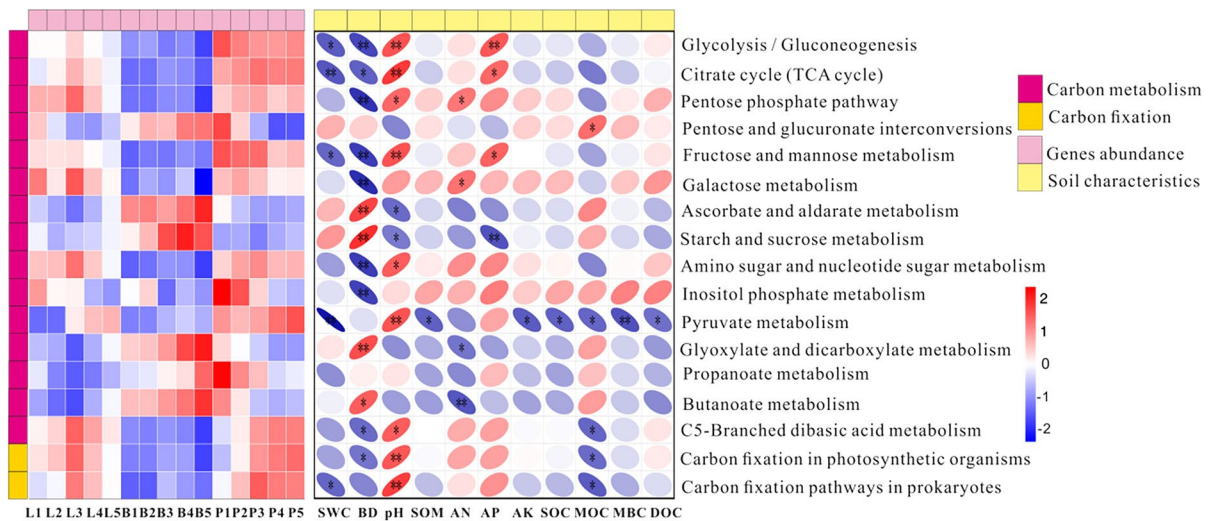 Glycolysis / Gluconeogenesis
Citrate cycle (TCA cycle)
Pentose phosphate pathway
Pentose and glucuronate interconversions
Fructose and mannose metabolism
Galactose metabolism
Ascorbate and aldarate metabolism
Starch and sucrose metabolism
Amino sugar and nucleotide sugar metabolism
Inositol phosphate metabolism
Pyruvate metabolism
Glyoxylate and dicarboxylate metabolism
Propanoate metabolism
Butanoate metabolism
C5-Branched dibasic acid metabolism
Carbon fixation in photosynthetic organisms
Carbon fixation pathways in prokaryotes
Carbon metabolism
Carbon fixation
Genes abundance
Soil characteristics
2
1
0
-1
-2
L1 L2 L3 L4 L5 B1 B2 B3 B4 B5 P1 P2 P3 P4 P5
SWC BD pH SOM AN AP AK SOC MOC MBC DOC